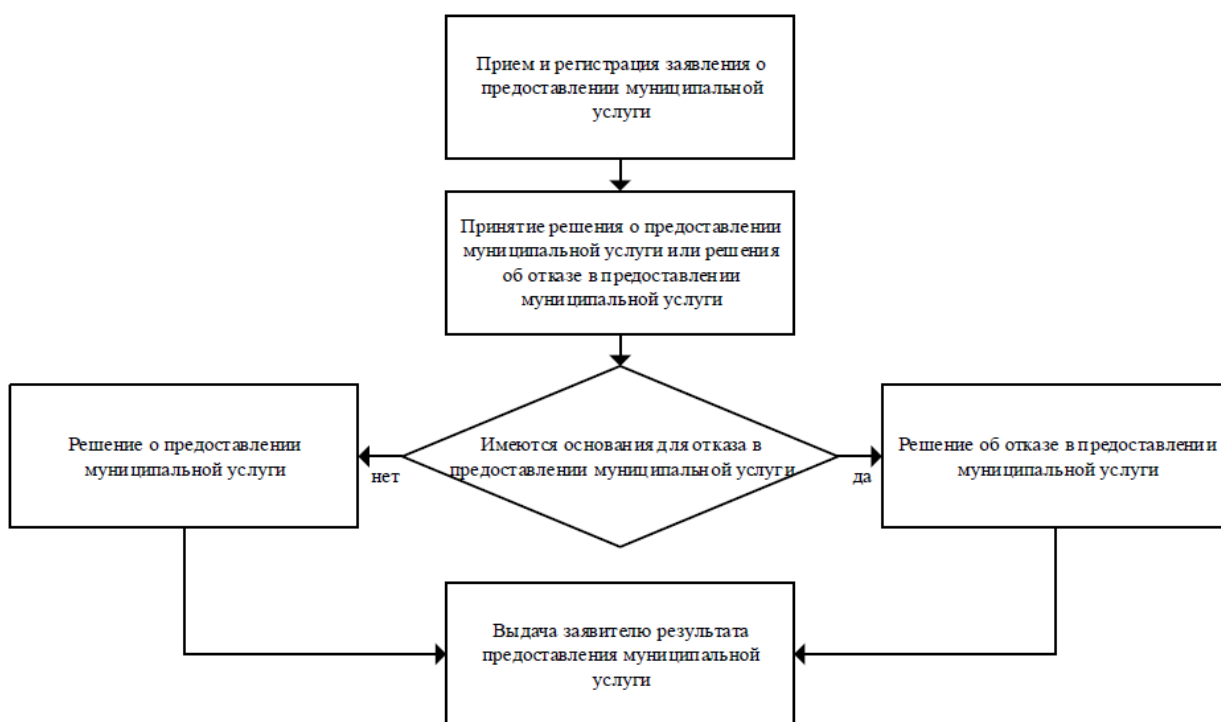 Прием и регистрация заявления о
предоставлении муниципальной
услуги
Принятие решения о предоставлении
муниципальной услуги или решения
об отказе в предоставлении
муниципальной услуги
Решение о предоставлении
муниципальной услуги
нет
Имеются основания для отказа в
предоставлении муниципальной услуги
да
Решение об отказе в предоставлении
муниципальной услуги
Выдача заявителю результата
предоставления муниципальной
услуги